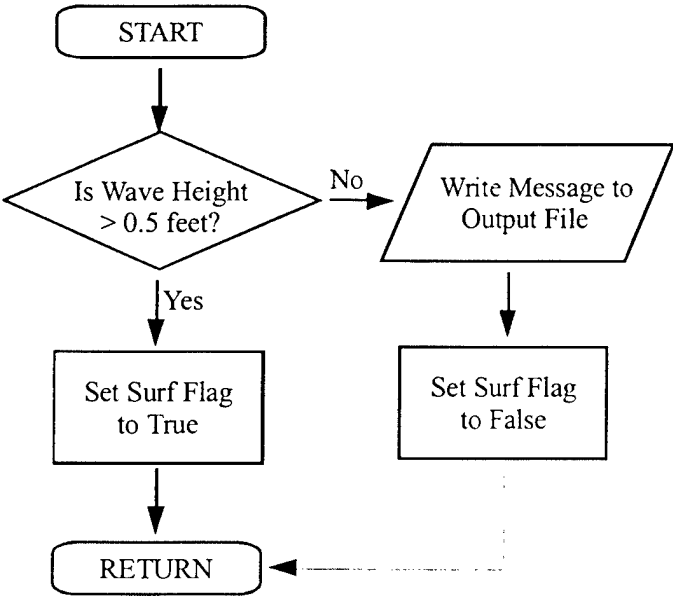 START
Is Wave Height
> 0.5 feet?
No
Write Message to
Output File
Yes
Set Surf Flag
to True
Set Surf Flag
to False
RETURN